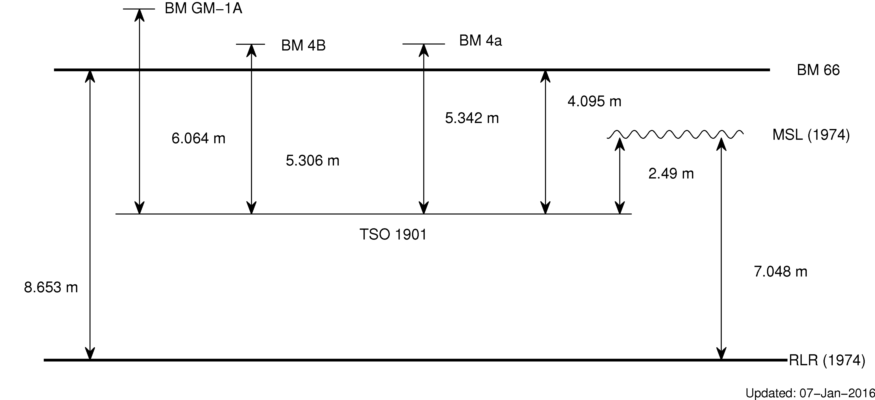 BM GM−1A
BM 4B
BM 4a
BM 66
4.095 m
5.342 m
6.064 m
MSL (1974)
5.306 m
2.49 m
TSO 1901
7.048 m
8.653 m
RLR (1974)
Updated: 07−Jan−2016